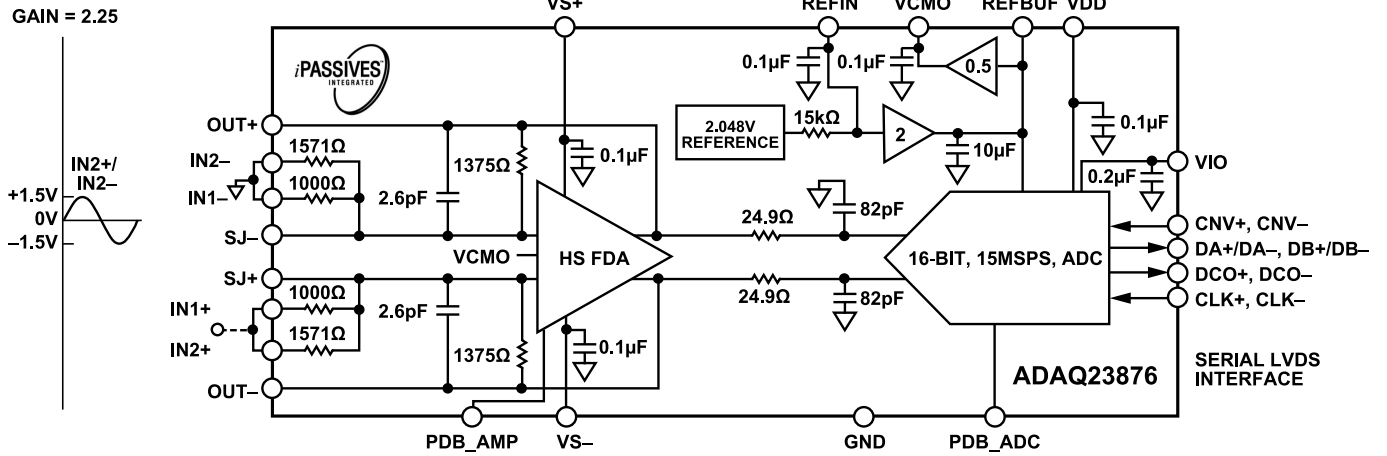 GAIN = 2.25
VS+
REFIN
VCMO
REFBUF
VDD
iPASSIVES™
INTEGRATED
0.1µF
0.1µF
0.5
2.048V
REFERENCE
15kΩ
2
10µF
0.1µF
VIO
0.2µF
OUT+
IN2–
1571Ω
IN1–
1000Ω
2.6pF
1375Ω
0.1µF
IN2+/
IN2–
+1.5V
0V
–1.5V
SJ–
VCMO
HS FDA
24.9Ω
82pF
16-BIT, 15MSPS, ADC
CNV+, CNV–
DA+/DA–, DB+/DB–
DCO+, DCO–
CLK+, CLK–
SJ+
1000Ω
IN1+
IN2+
1571Ω
2.6pF
1375Ω
0.1µF
24.9Ω
82pF
OUT–
ADAQ23876
SERIAL LVDS
INTERFACE
PDB_AMP
VS–
GND
PDB_ADC